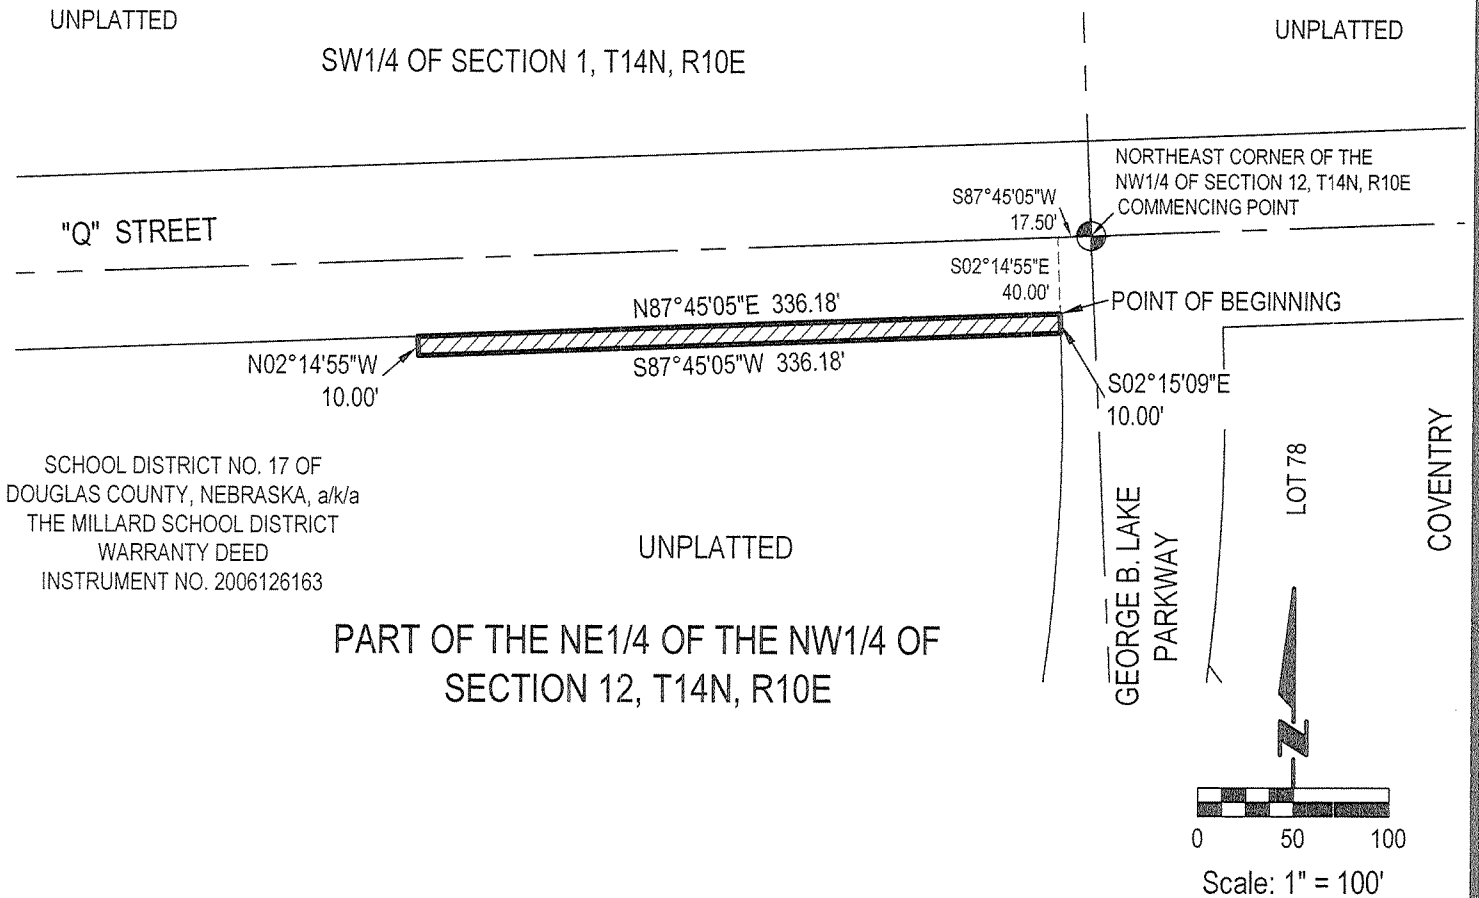 UNPLATTED
UNPLATTED
SW1/4 OF SECTION 1, T14N, R10E
NORTHEAST CORNER OF THE
NW1/4 OF SECTION 12, T14N, R10E
COMMENCING POINT
S87°45'05"W
17.50'
"Q" STREET
S02°14'55"E
40.00'
POINT OF BEGINNING
N87°45'05"E 336.18'
S87°45'05"W 336.18'
N02°14'55"W
10.00'
S02°15'09"E
10.00'
SCHOOL DISTRICT NO. 17 OF
DOUGLAS COUNTY, NEBRASKA, a/k/a
THE MILLARD SCHOOL DISTRICT
WARRANTY DEED
INSTRUMENT NO. 2006126163
UNPLATTED
GEORGE B. LAKE
PARKWAY
LOT 78
COVENTRY
PART OF THE NE1/4 OF THE NW1/4 OF
SECTION 12, T14N, R10E
N
0 50 100
Scale: 1" = 100'